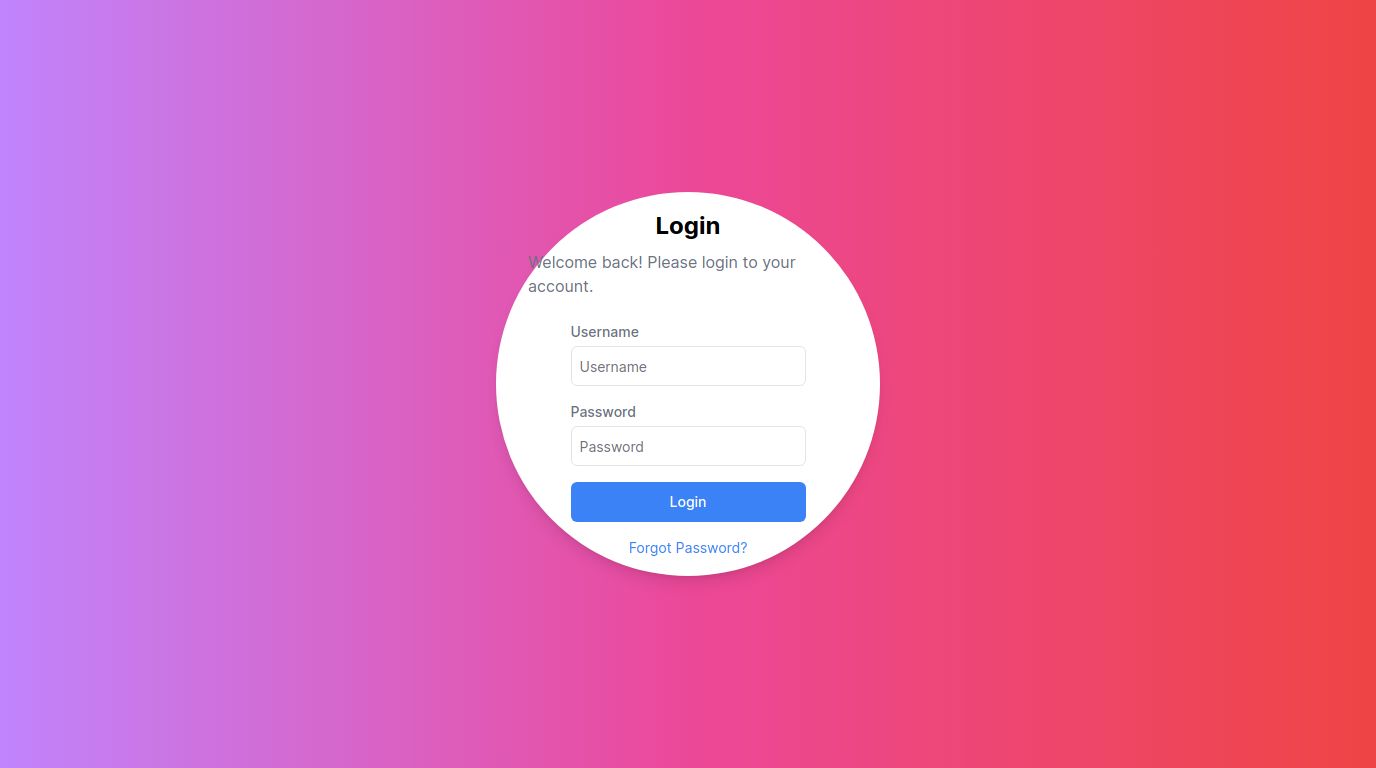 Login
Welcome back! Please login to your
account.
Username
Username
Password
Password
Login
Forgot Password?